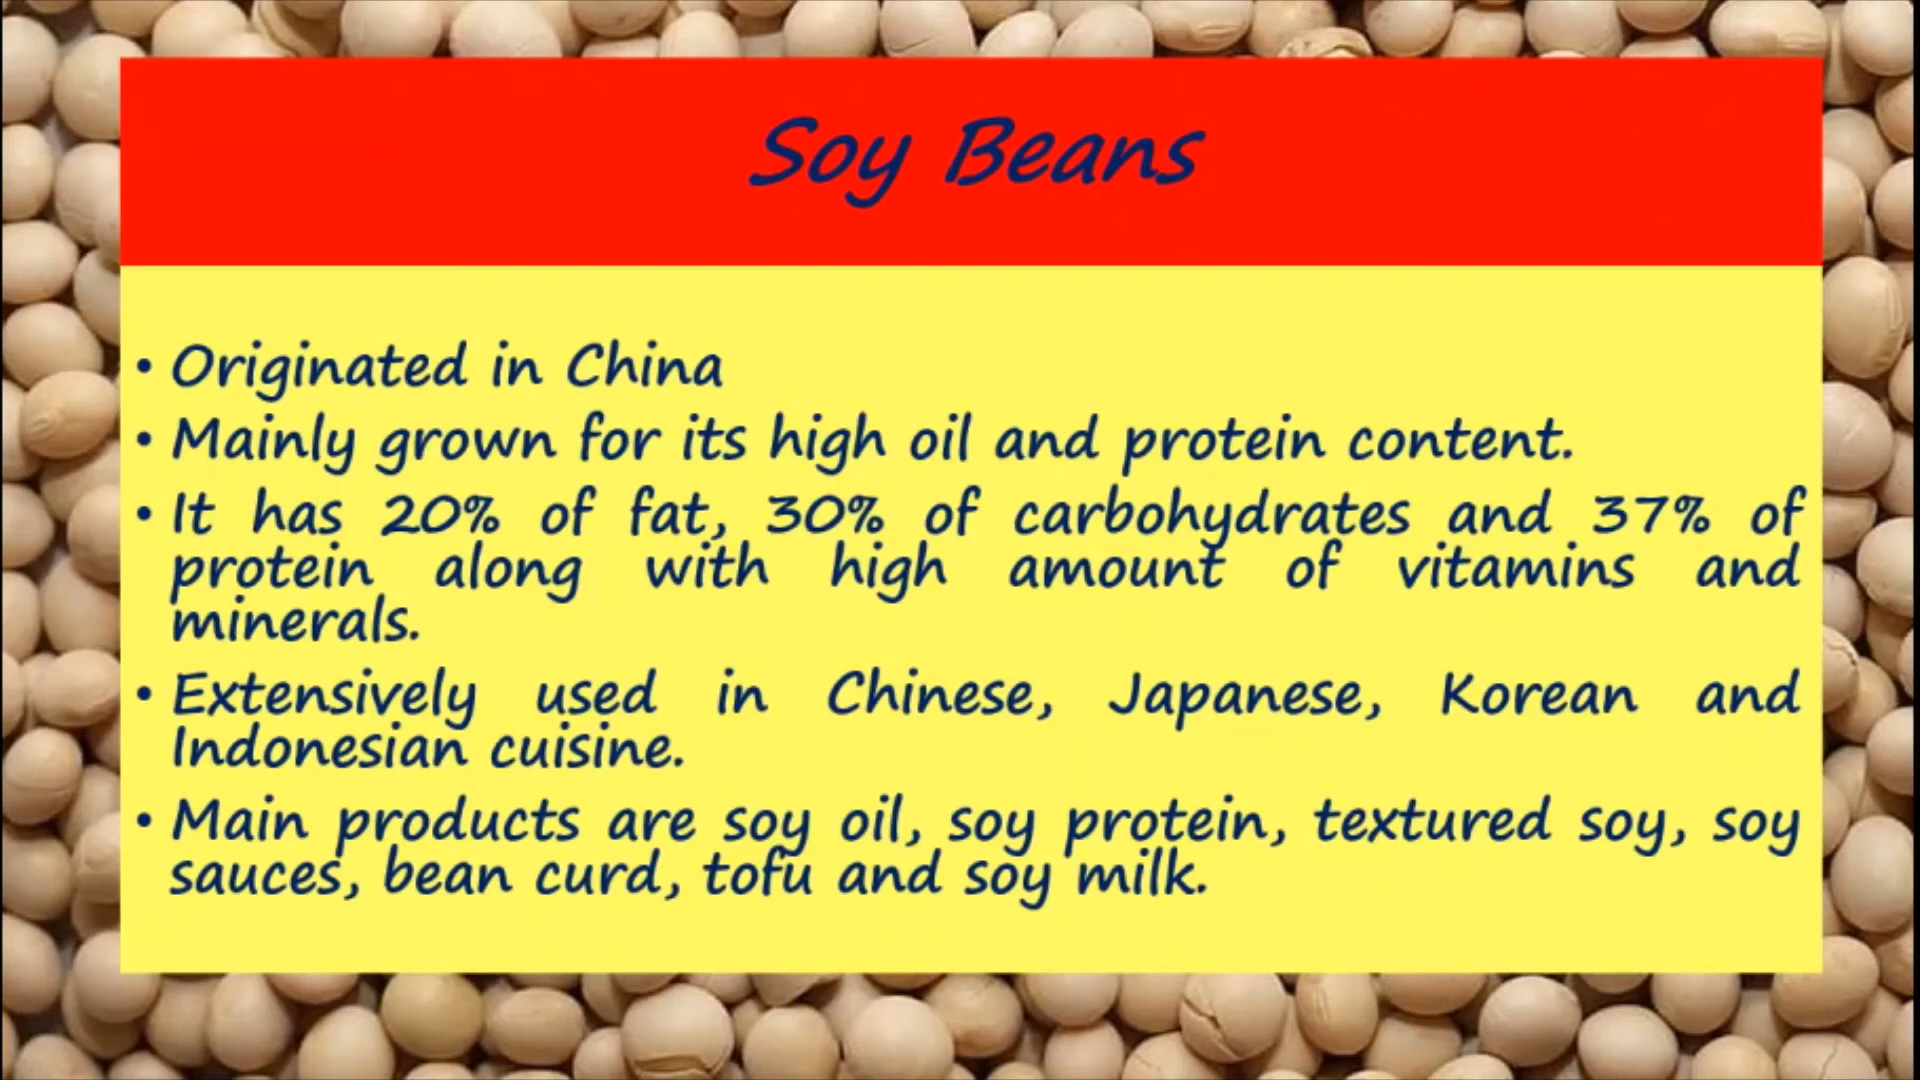 Soy Beans
• Originated in China
• Mainly grown for its high oil and protein content.
• It has 20% of fat, 30% of carbohydrates and 37% of
protein along with high amount of vitamins and
minerals.
• Extensively used in Chinese, Japanese, Korean and
Indonesian cuisine.
• Main products are soy oil, soy protein, textured soy, soy
sauces, bean curd, tofu and soy milk.